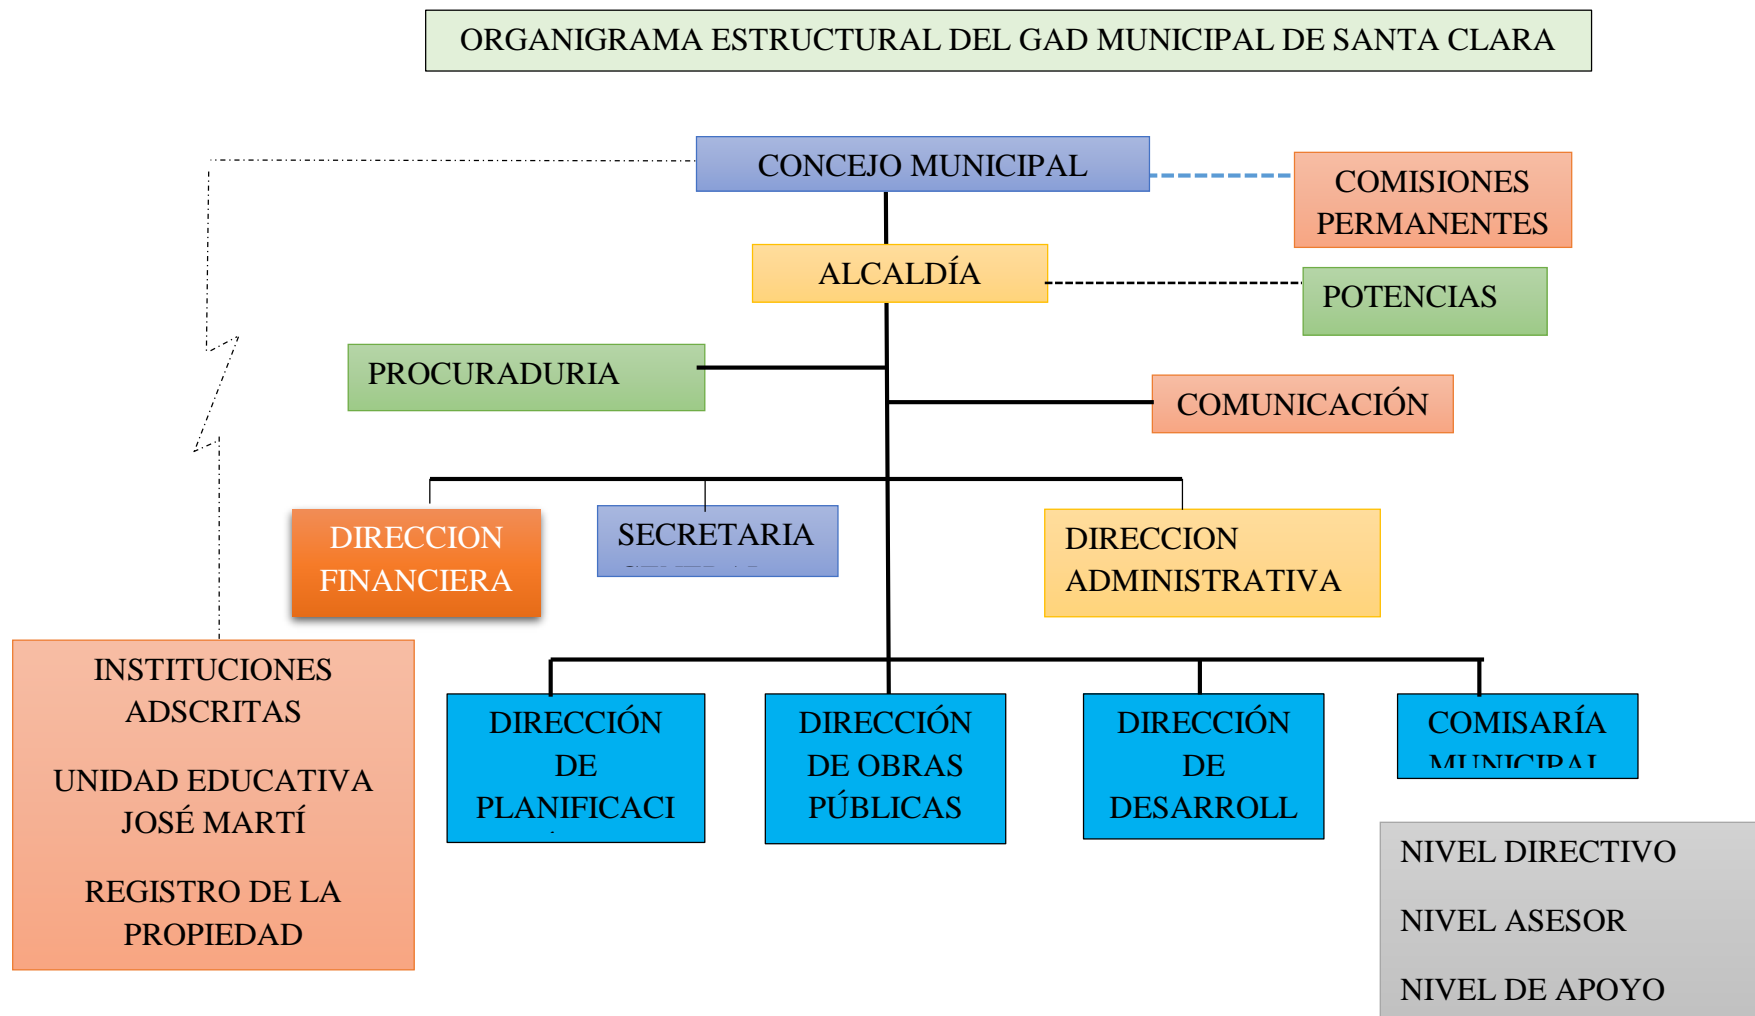 ORGANIGRAMA ESTRUCTURAL DEL GAD MUNICIPAL DE SANTA CLARA
CONCEJO MUNICIPAL
COMISIONES
PERMANENTES
ALCALDÍA
POTENCIAS
PROCURADURIA
COMUNICACIÓN
DIRECCION
FINANCIERA
SECRETARIA
DIRECCION
ADMINISTRATIVA
INSTITUCIONES
ADSCRITAS
UNIDAD EDUCATIVA
JOSÉ MARTÍ
REGISTRO DE LA
PROPIEDAD
DIRECCIÓN
DE
PLANIFICACI
DIRECCIÓN
DE OBRAS
PÚBLICAS
DIRECCIÓN
DE
DESARROLL
COMISARÍA
MUNICIPAL
NIVEL DIRECTIVO
NIVEL ASESOR
NIVEL DE APOYO